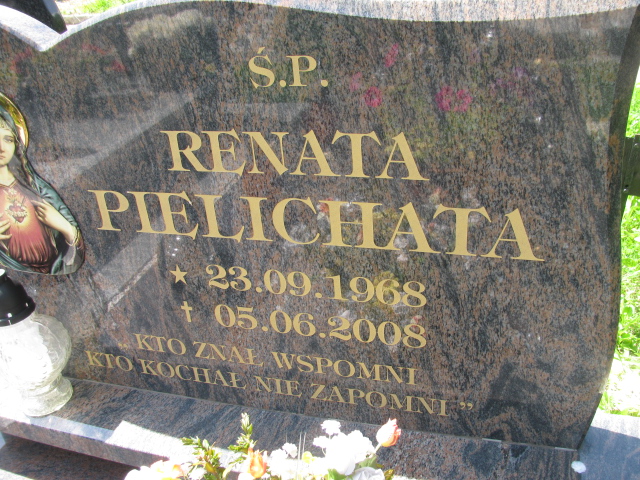 Ś.P.
RENATA
PIELICHATA
★ 23.09.1968
✝ 05.06.2008
„KTO ZNAŁ WSPOMNI
KTO KOCHAŁ NIE ZAPOMNI”